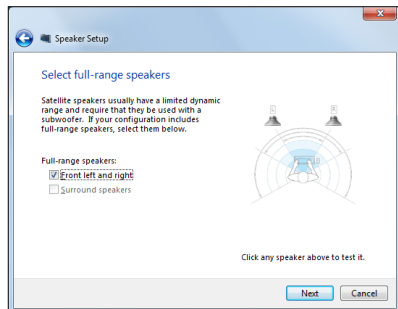 Speaker Setup
Select full-range speakers
Satellite speakers usually have a limited dynamic
range and require that they be used with a
subwoofer. If your configuration includes
full-range speakers, select them below.
L R
Full-range speakers:
Front left and right
Surround speakers
Click any speaker above to test it.
Next Cancel